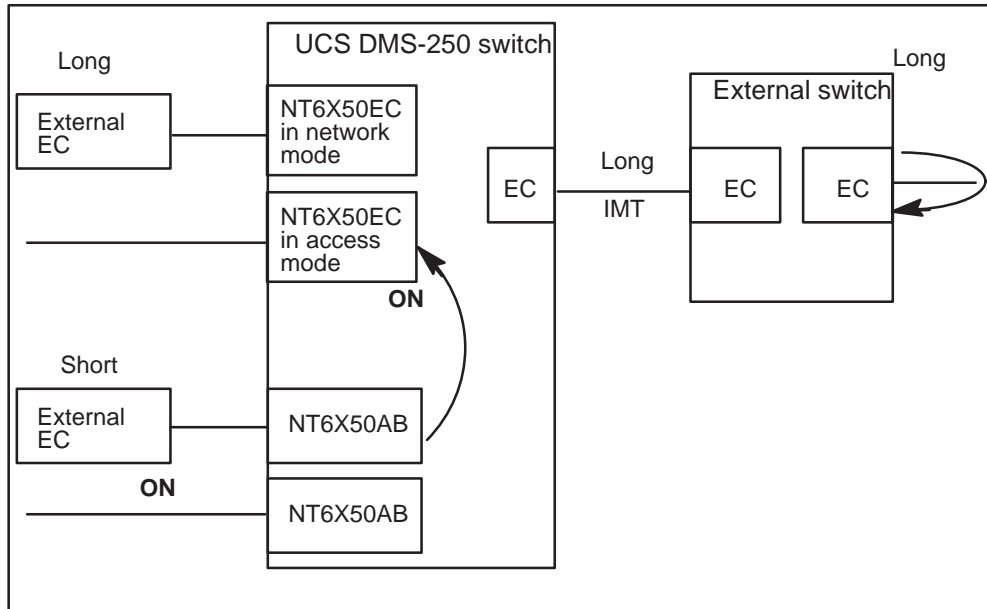 UCS DMS-250 switch
Long
External
EC
NT6X50EC
in network
mode
NT6X50EC
in access
mode
ON
Short
External
EC
NT6X50AB
ON
NT6X50AB
EC
Long
IMT
External switch
Long
EC
EC